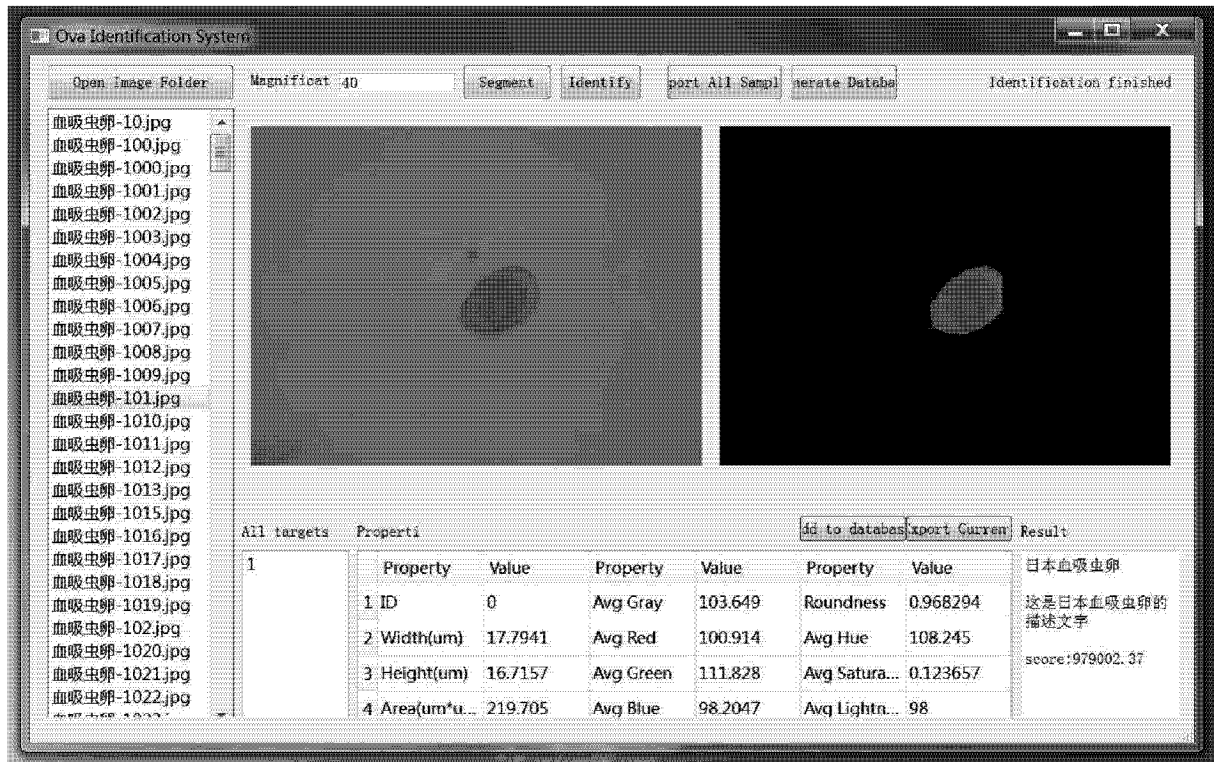 Ova Identification System
Open Image Folder
Magnificat 40
Segment
Identify
port All Sampl
nerate Databa
Identification finished
血吸虫卵-10.jpg
血吸虫卵-100.jpg
血吸虫卵-1000.jpg
血吸虫卵-1001.jpg
血吸虫卵-1002.jpg
血吸虫卵-1003.jpg
血吸虫卵-1004.jpg
血吸虫卵-1005.jpg
血吸虫卵-1006.jpg
血吸虫卵-1007.jpg
血吸虫卵-1008.jpg
血吸虫卵-1009.jpg
血吸虫卵-101.jpg
血吸虫卵-1010.jpg
血吸虫卵-1011.jpg
血吸虫卵-1012.jpg
血吸虫卵-1013.jpg
血吸虫卵-1015.jpg
血吸虫卵-1016.jpg
血吸虫卵-1017.jpg
血吸虫卵-1018.jpg
血吸虫卵-1019.jpg
血吸虫卵-102.jpg
血吸虫卵-1020.jpg
血吸虫卵-1021.jpg
血吸虫卵-1022.jpg
All targets
1
Properti
dd to databas
xport Curren
Property Value Property Value Property Value
1 ID 0 Avg Gray 103.649 Roundness 0.968294
2 Width(um) 17.7941 Avg Red 100.914 Avg Hue 108.245
3 Height(um) 16.7157 Avg Green 111.828 Avg Satura... 0.123657
4 Area(um*u... 219.705 Avg Blue 98.2047 Avg Lightn... 98
Result
日本血吸虫卵
这是日本血吸虫卵的
描述文字
score:979002.37